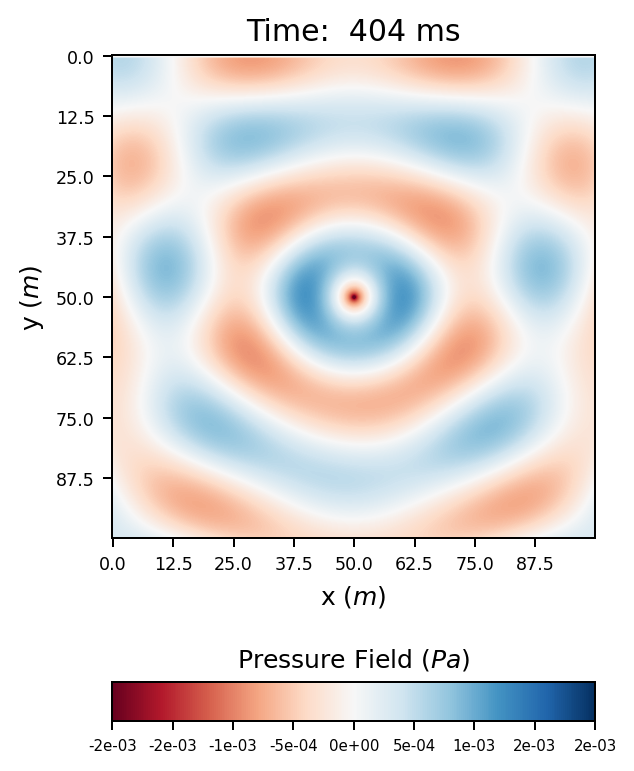 Time:  404 ms
0.0
12.5
25.0
37.5
50.0
62.5
75.0
87.5
y (m)
0.0 12.5 25.0 37.5 50.0 62.5 75.0 87.5
x (m)
Pressure Field (Pa)
-2e-03 -2e-03 -1e-03 -5e-04 0e+00 5e-04 1e-03 2e-03 2e-03